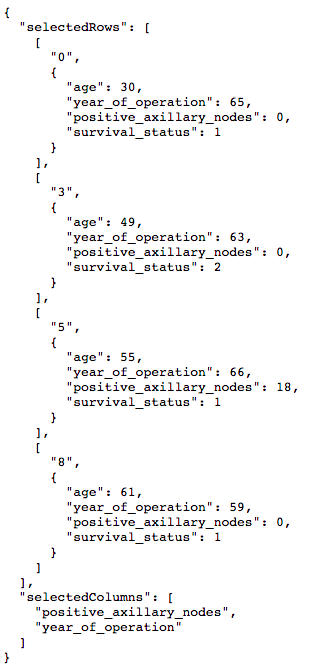 {
  "selectedRows": [
    [
      "0",
      {
        "age": 30,
        "year_of_operation": 65,
        "positive_axillary_nodes": 0,
        "survival_status": 1
      }
    ],
    [
      "3",
      {
        "age": 49,
        "year_of_operation": 63,
        "positive_axillary_nodes": 0,
        "survival_status": 2
      }
    ],
    [
      "5",
      {
        "age": 55,
        "year_of_operation": 66,
        "positive_axillary_nodes": 18,
        "survival_status": 1
      }
    ],
    [
      "8",
      {
        "age": 61,
        "year_of_operation": 59,
        "positive_axillary_nodes": 0,
        "survival_status": 1
      }
    ]
  ],
  "selectedColumns": [
    "positive_axillary_nodes",
    "year_of_operation"
  ]
}